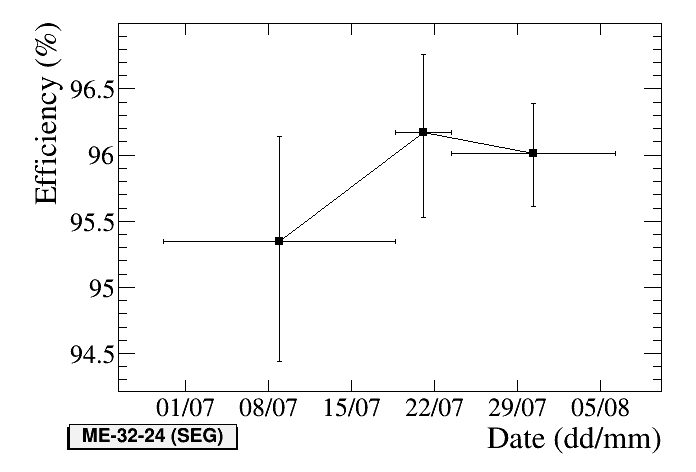 Efficiency (%)
96.5
96
95.5
95
94.5
01/07 08/07 15/07 22/07 29/07 05/08
ME-32-24 (SEG)
Date (dd/mm)